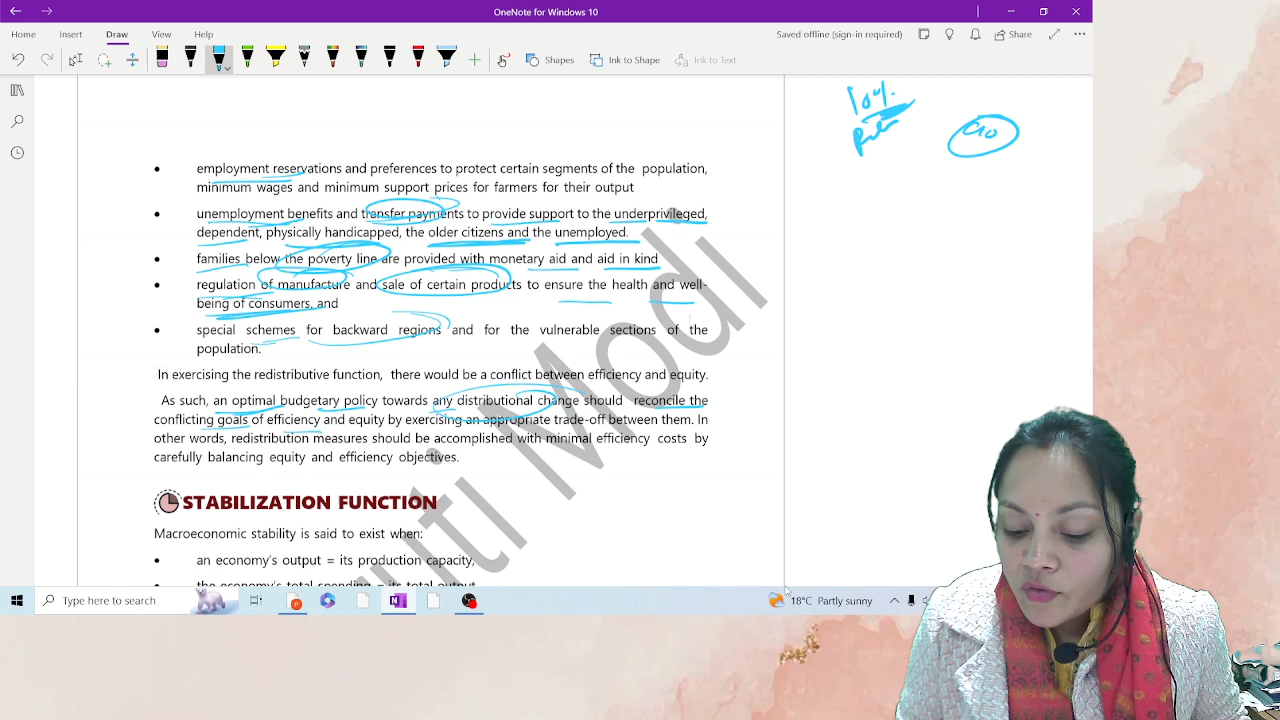 OneNote for Windows 10
Home Insert Draw View Help
Saved offline (sign-in required) Share
Shapes Ink to Shape Ink to Text
10%
90
employment reservations and preferences to protect certain segments of the population,
minimum wages and minimum support prices for farmers for their output
unemployment benefits and transfer payments to provide support to the underprivileged,
dependent, physically handicapped, the older citizens and the unemployed.
families below the poverty line are provided with monetary aid and aid in kind
regulation of manufacture and sale of certain products to ensure the health and well-
being of consumers, and
special schemes for backward regions and for the vulnerable sections of the
population.
In exercising the redistributive function, there would be a conflict between efficiency and equity.
As such, an optimal budgetary policy towards any distributional change should reconcile the
conflicting goals of efficiency and equity by exercising an appropriate trade-off between them. In
other words, redistribution measures should be accomplished with minimal efficiency costs by
carefully balancing equity and efficiency objectives.
STABILIZATION FUNCTION
Macroeconomic stability is said to exist when:
an economy's output = its production capacity,
the economy's total spending = its total output
uti Modi
Type here to search
18°C Partly sunny